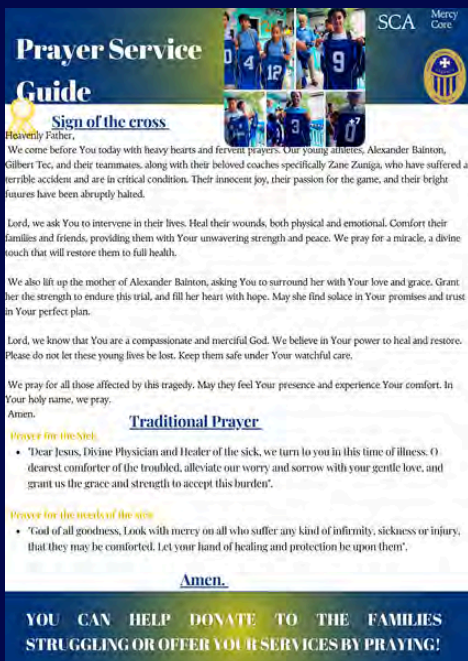 Prayer Service
Guide
SCA
Mercy
Core
0
4
12
9
3
+7
Sign of the cross
Heavenly Father,
We come before You today with heavy hearts and fervent prayers. Our young athletes, Alexander Bainton,
Gilbert Tec, and their teammates, along with their beloved coaches specifically Zane Zuniga, who have suffered a
terrible accident and are in critical condition. Their innocent joy, their passion for the game, and their bright
futures have been abruptly halted.
Lord, we ask You to intervene in their lives. Heal their wounds, both physical and emotional. Comfort their
families and friends, providing them with Your unwavering strength and peace. We pray for a miracle, a divine
touch that will restore them to full health.
We also lift up the mother of Alexander Bainton, asking You to surround her with Your love and grace. Grant
her the strength to endure this trial, and fill her heart with hope. May she find solace in Your promises and trust
in Your perfect plan.
Lord, we know that You are a compassionate and merciful God. We believe in Your power to heal and restore.
Please do not let these young lives be lost. Keep them safe under Your watchful care.
We pray for all those affected by this tragedy. May they feel Your presence and experience Your comfort. In
Your holy name, we pray.
Amen.
Traditional Prayer
Prayer for the Sick
• "Dear Jesus, Divine Physician and Healer of the sick, we turn to you in this time of illness. O
dearest comforter of the troubled, alleviate our worry and sorrow with your gentle love, and
grant us the grace and strength to accept this burden".
Prayer for the needs of the sick
• "God of all goodness, Look with mercy on all who suffer any kind of infirmity, sickness or injury,
that they may be comforted. Let your hand of healing and protection be upon them".
Amen.
YOU CAN HELP DONATE TO THE FAMILIES
STRUGGLING OR OFFER YOUR SERVICES BY PRAYING!